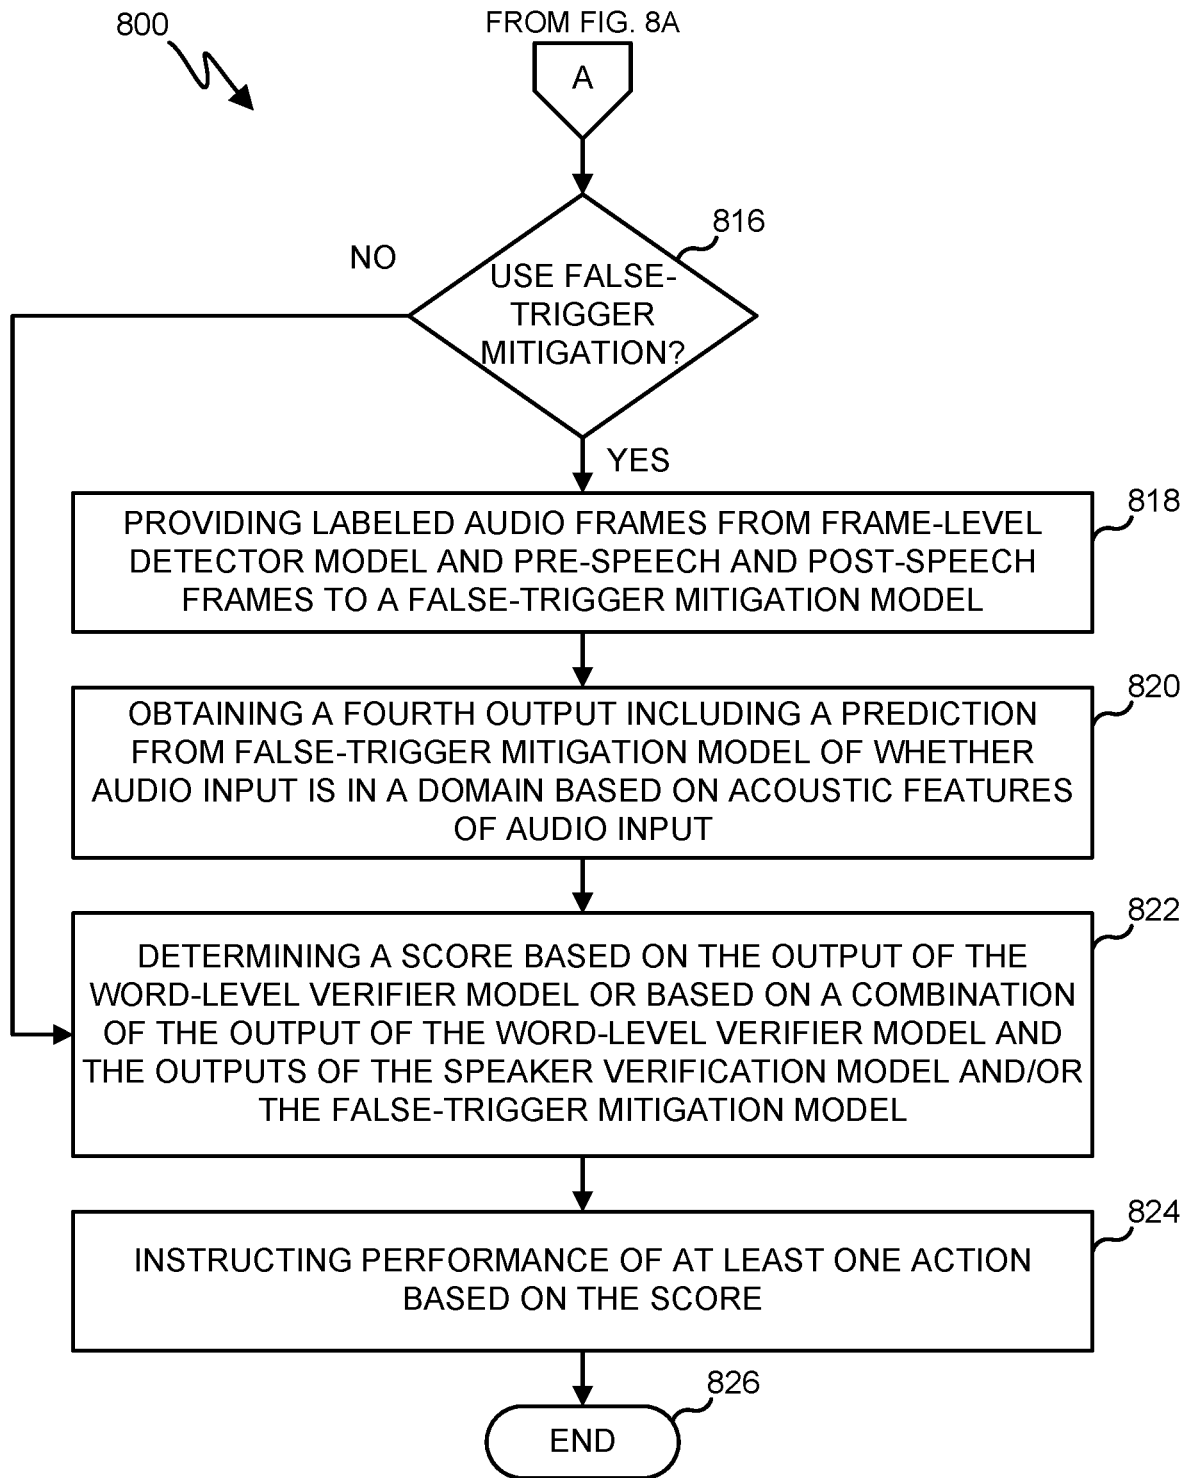 800
FROM FIG. 8A
A
816
NO
USE FALSE-
TRIGGER
MITIGATION?
YES
818
PROVIDING LABELED AUDIO FRAMES FROM FRAME-LEVEL
DETECTOR MODEL AND PRE-SPEECH AND POST-SPEECH
FRAMES TO A FALSE-TRIGGER MITIGATION MODEL
820
OBTAINING A FOURTH OUTPUT INCLUDING A PREDICTION
FROM FALSE-TRIGGER MITIGATION MODEL OF WHETHER
AUDIO INPUT IS IN A DOMAIN BASED ON ACOUSTIC FEATURES
OF AUDIO INPUT
822
DETERMINING A SCORE BASED ON THE OUTPUT OF THE
WORD-LEVEL VERIFIER MODEL OR BASED ON A COMBINATION
OF THE OUTPUT OF THE WORD-LEVEL VERIFIER MODEL AND
THE OUTPUTS OF THE SPEAKER VERIFICATION MODEL AND/OR
THE FALSE-TRIGGER MITIGATION MODEL
824
INSTRUCTING PERFORMANCE OF AT LEAST ONE ACTION
BASED ON THE SCORE
826
END